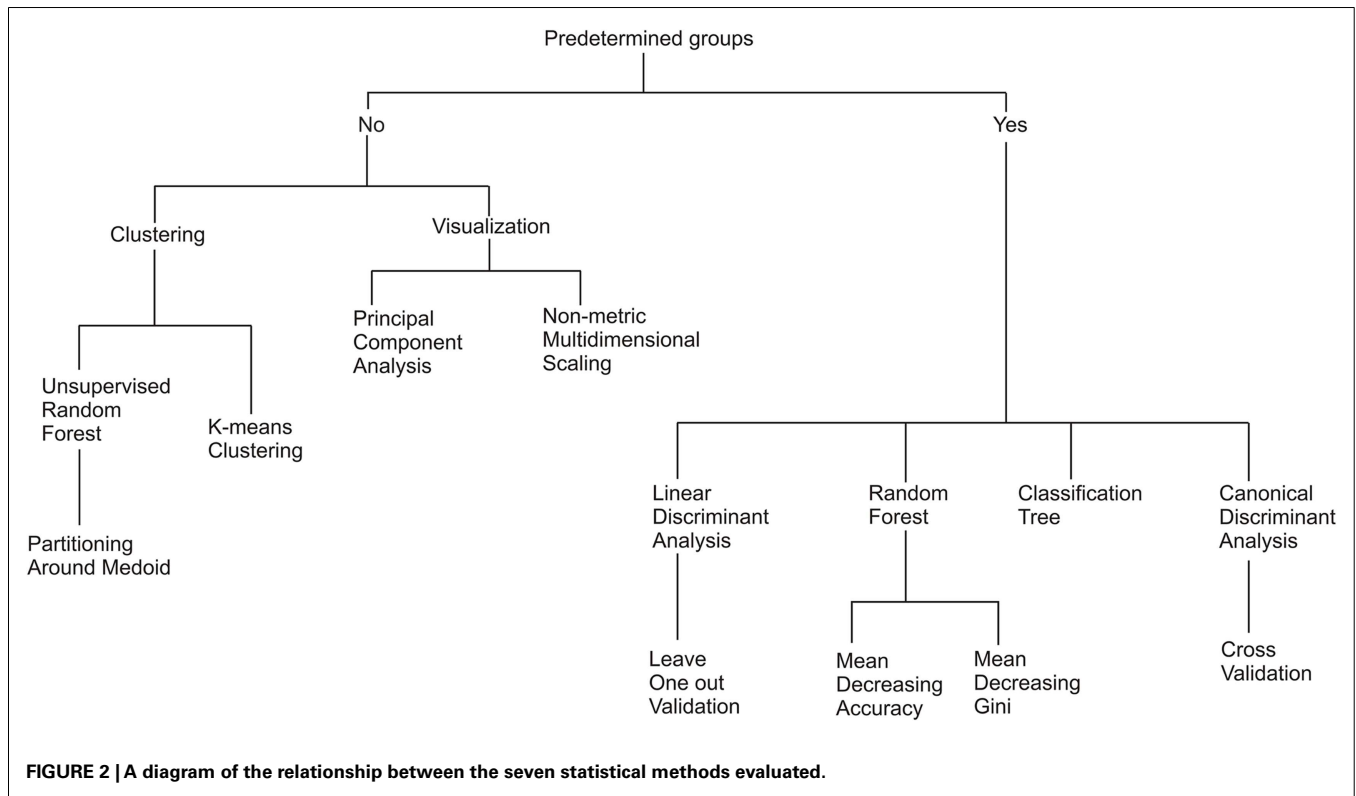 Predetermined groups
No
Yes
Clustering
Visualization
Principal
Component
Analysis
Non-metric
Multidimensional
Scaling
Unsupervised
Random
Forest
K-means
Clustering
Partitioning
Around Medoid
Linear
Discriminant
Analysis
Random
Forest
Classification
Tree
Canonical
Discriminant
Analysis
Leave
One out
Validation
Mean
Decreasing
Accuracy
Mean
Decreasing
Gini
Cross
Validation
FIGURE 2 | A diagram of the relationship between the seven statistical methods evaluated.